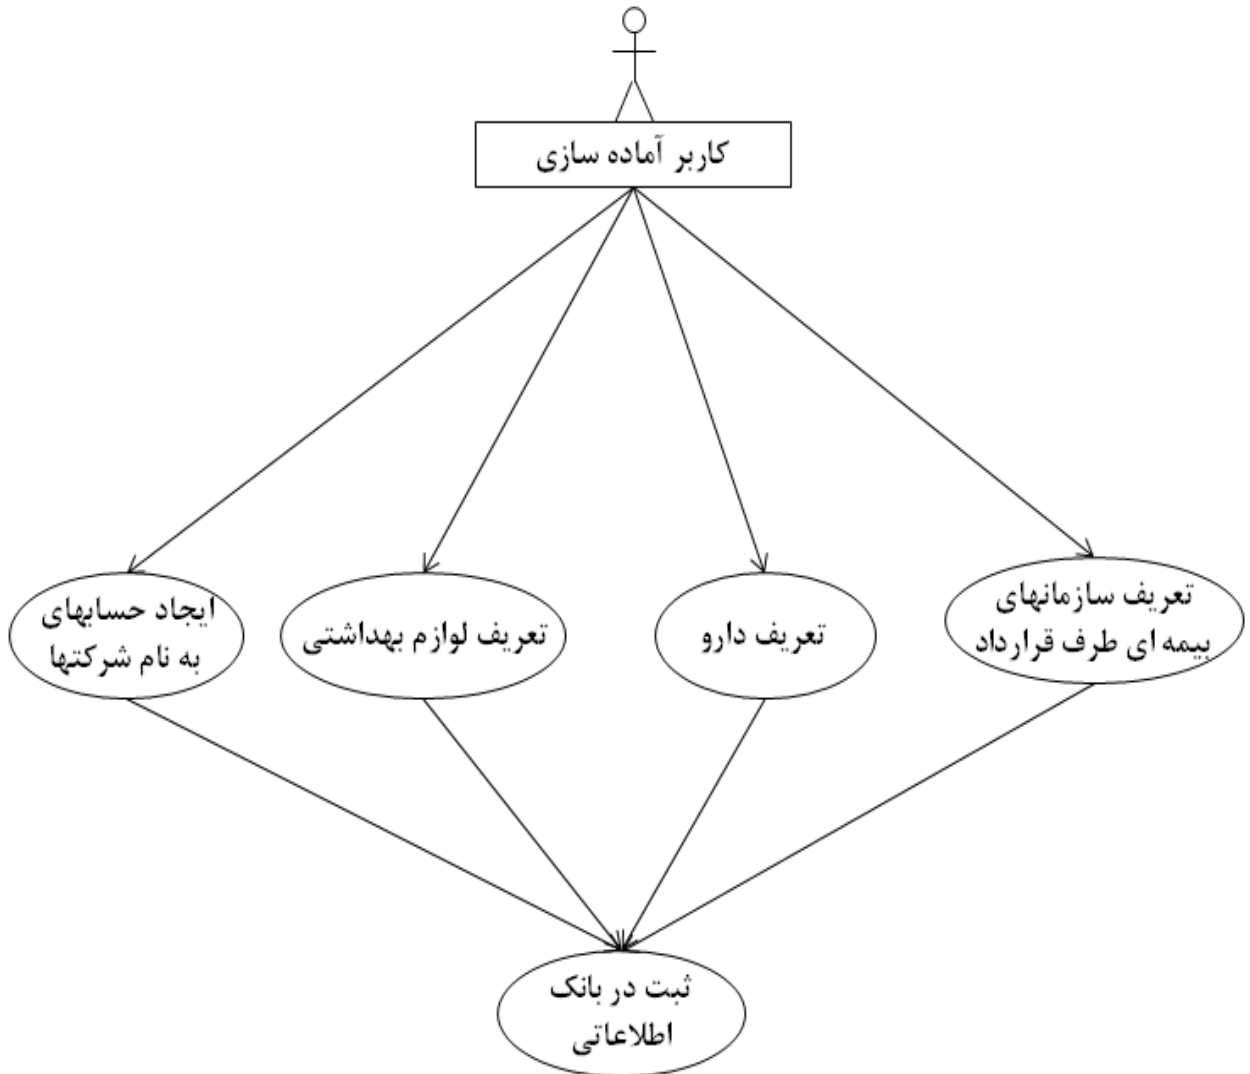 کاربر آماده سازی
تعریف سازمانهای
بیمه ای طرف قرارداد
تعریف دارو
تعریف لوازم بهداشتی
ایجاد حسابهای
به نام شرکتها
ثبت در بانک
اطلاعاتی